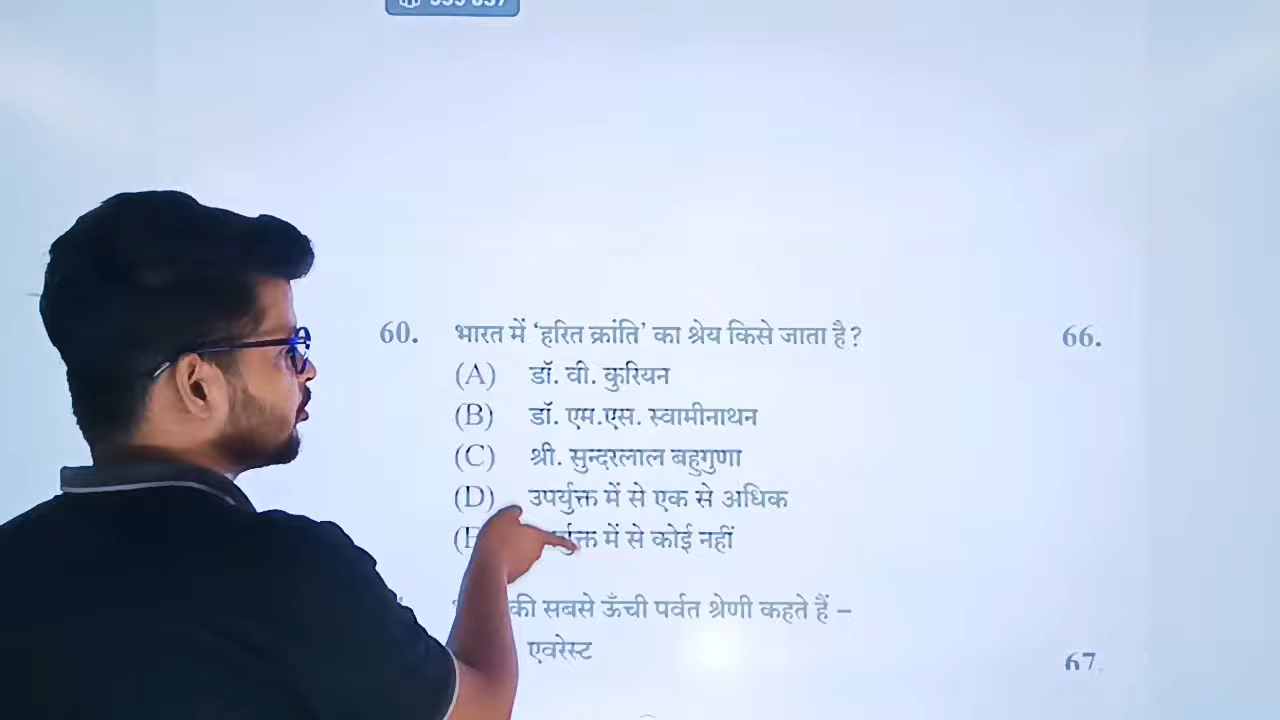 60. भारत में ‘हरित क्रांति’ का श्रेय किसे जाता है?
(A) डॉ. वी. कुरियन
(B) डॉ. एम.एस. स्वामीनाथन
(C) श्री. सुन्दरलाल बहुगुणा
(D) उपर्युक्त में से एक से अधिक
में से कोई नहीं
की सबसे ऊँची पर्वत श्रेणी कहते हैं –
एवरेस्ट
66.
67